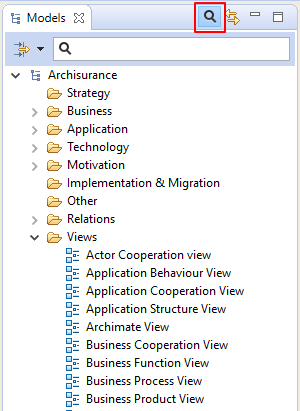 Models
Archisurance
Strategy
Business
Application
Technology
Motivation
Implementation & Migration
Other
Relations
Views
Actor Cooperation view
Application Behaviour View
Application Cooperation View
Application Structure View
Archimate View
Business Cooperation View
Business Function View
Business Process View
Business Product View